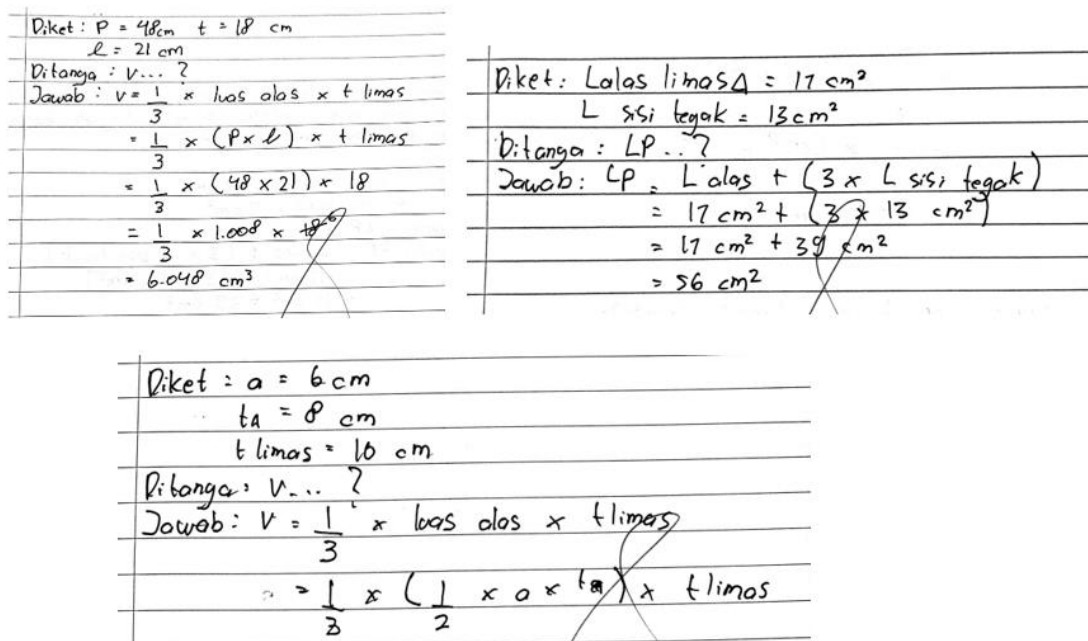 Diket : P = 48cm t = 18 cm
l = 21 cm
Ditanya : V... ?
Jawab : V = 1/3 x luas alas x t limas
= 1/3 x (P x l) x t limas
= 1/3 x (48 x 21) x 18
= 1/3 x 1.008 x 18 6
= 6.048 cm³
Diket : L alas limas Δ = 17 cm²
L sisi tegak = 13 cm²
Ditanya : LP...?
Jawab : LP = L alas + (3 x L sisi tegak)
= 17 cm² + (3 x 13 cm²)
= 17 cm² + 39 cm²
= 56 cm²
Diket : a = 6 cm
tΔ = 8 cm
t limas = 10 cm
Ditanya : V... ?
Jawab : V = 1/3 x luas alas x t limas
= 1/3 x (1/2 x a x tΔ) x t limas